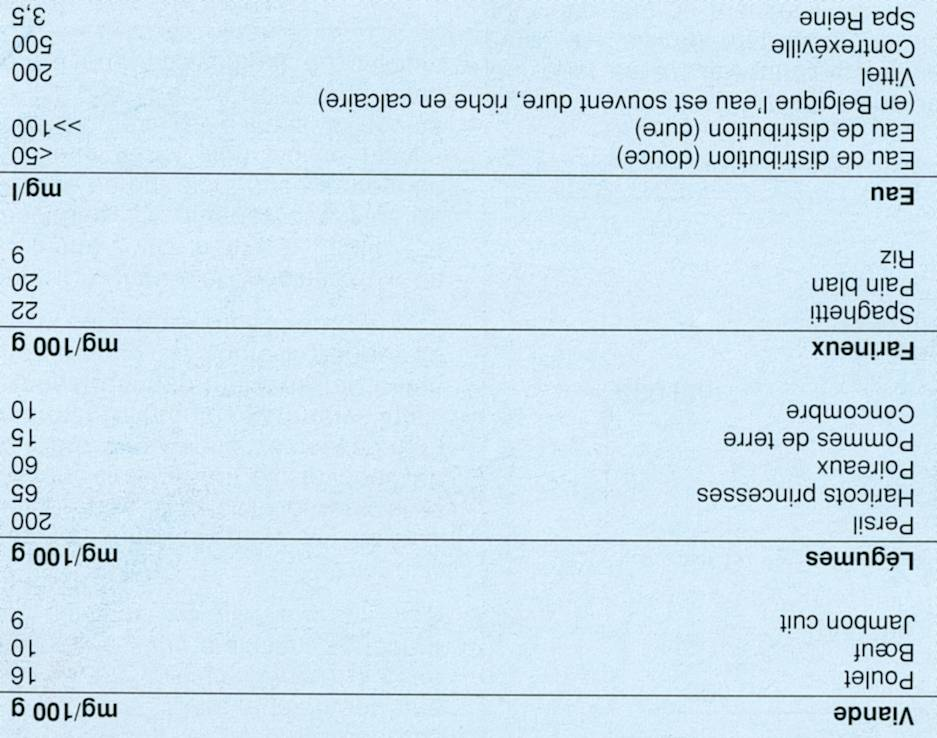 Viande mg/100 g
Poulet 16
Bœuf 10
Jambon cuit 9
Légumes mg/100 g
Persil 200
Haricots princesses 65
Poireaux 60
Pommes de terre 15
Concombre 10
Farineux mg/100 g
Spaghetti 22
Pain blan 20
Riz 9
Eau mg/l
Eau de distribution (douce) <50
Eau de distribution (dure) >>100
(en Belgique l'eau est souvent dure, riche en calcaire)
Vittel 200
Contrexéville 500
Spa Reine 3,5